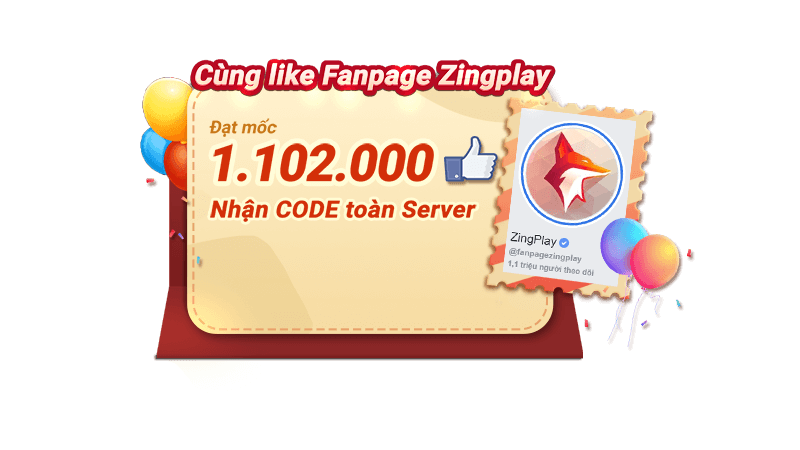 Cùng like Fanpage Zingplay
Đạt mốc
1.102.000
Nhận CODE toàn Server
ZingPlay
@fanpagezingplay
1,1 triệu người theo dõi